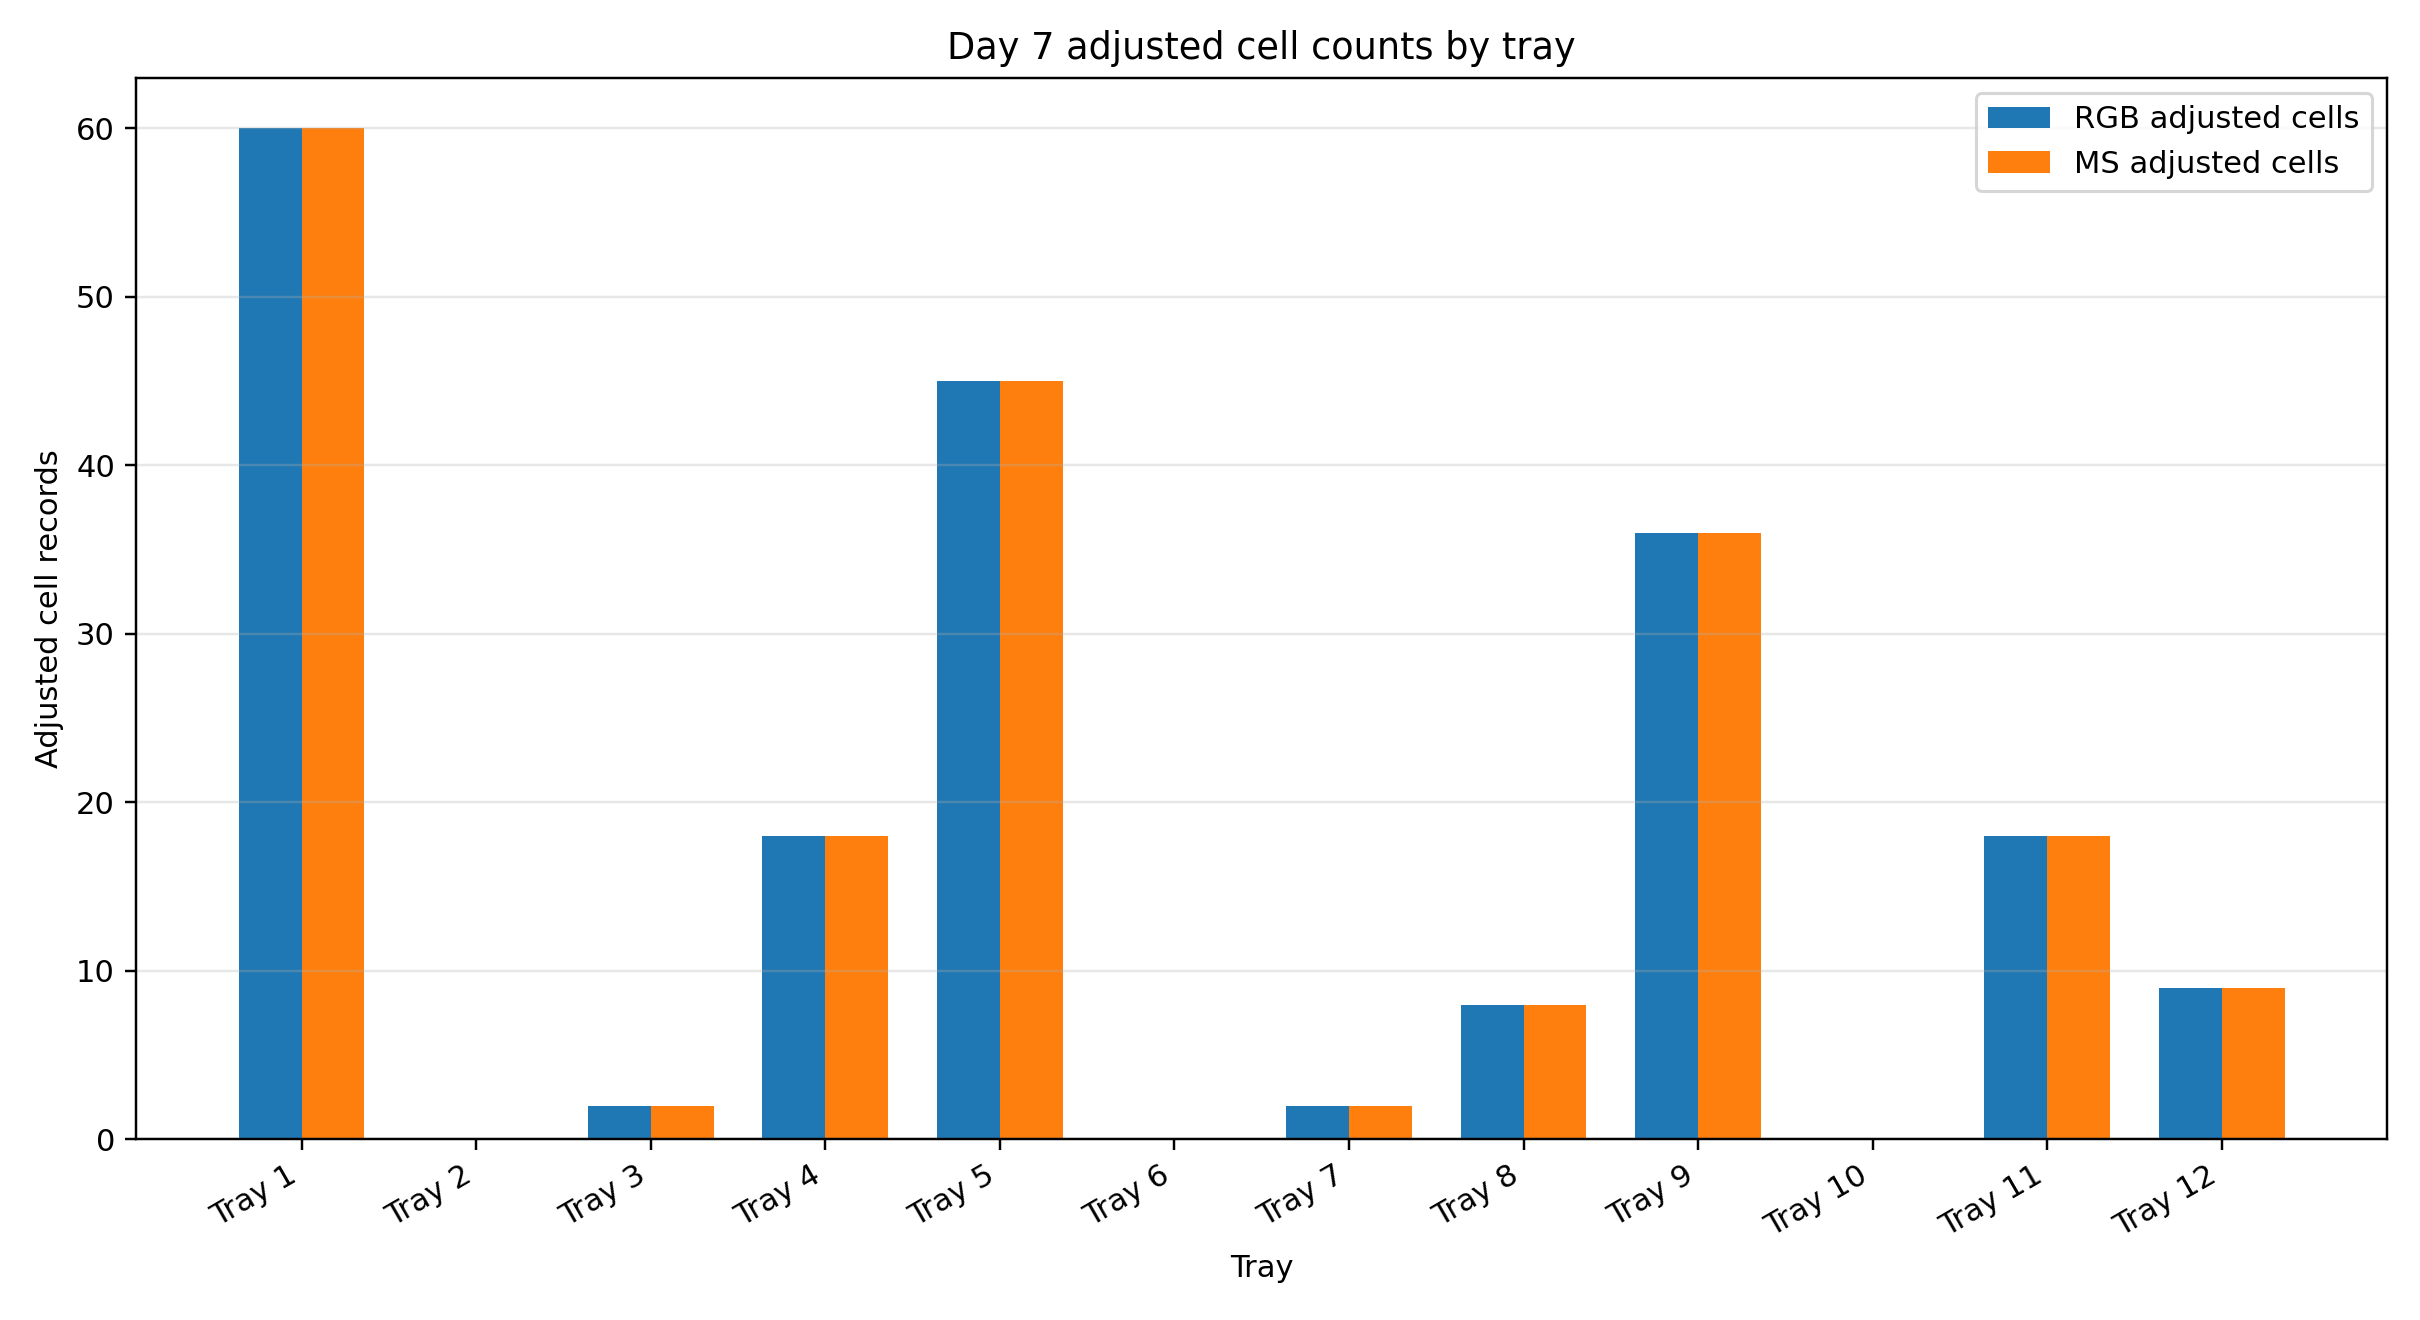 Day 7 adjusted cell counts by tray
RGB adjusted cells
MS adjusted cells
Adjusted cell records
60
50
40
30
20
10
0
Tray 1
Tray 2
Tray 3
Tray 4
Tray 5
Tray 6
Tray 7
Tray 8
Tray 9
Tray 10
Tray 11
Tray 12
Tray